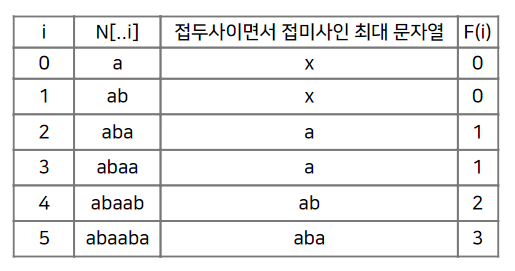 i N[..i] 접두사이면서 접미사인 최대 문자열 F(i)
0 a x 0
1 ab x 0
2 aba a 1
3 abaa a 1
4 abaab ab 2
5 abaaba aba 3